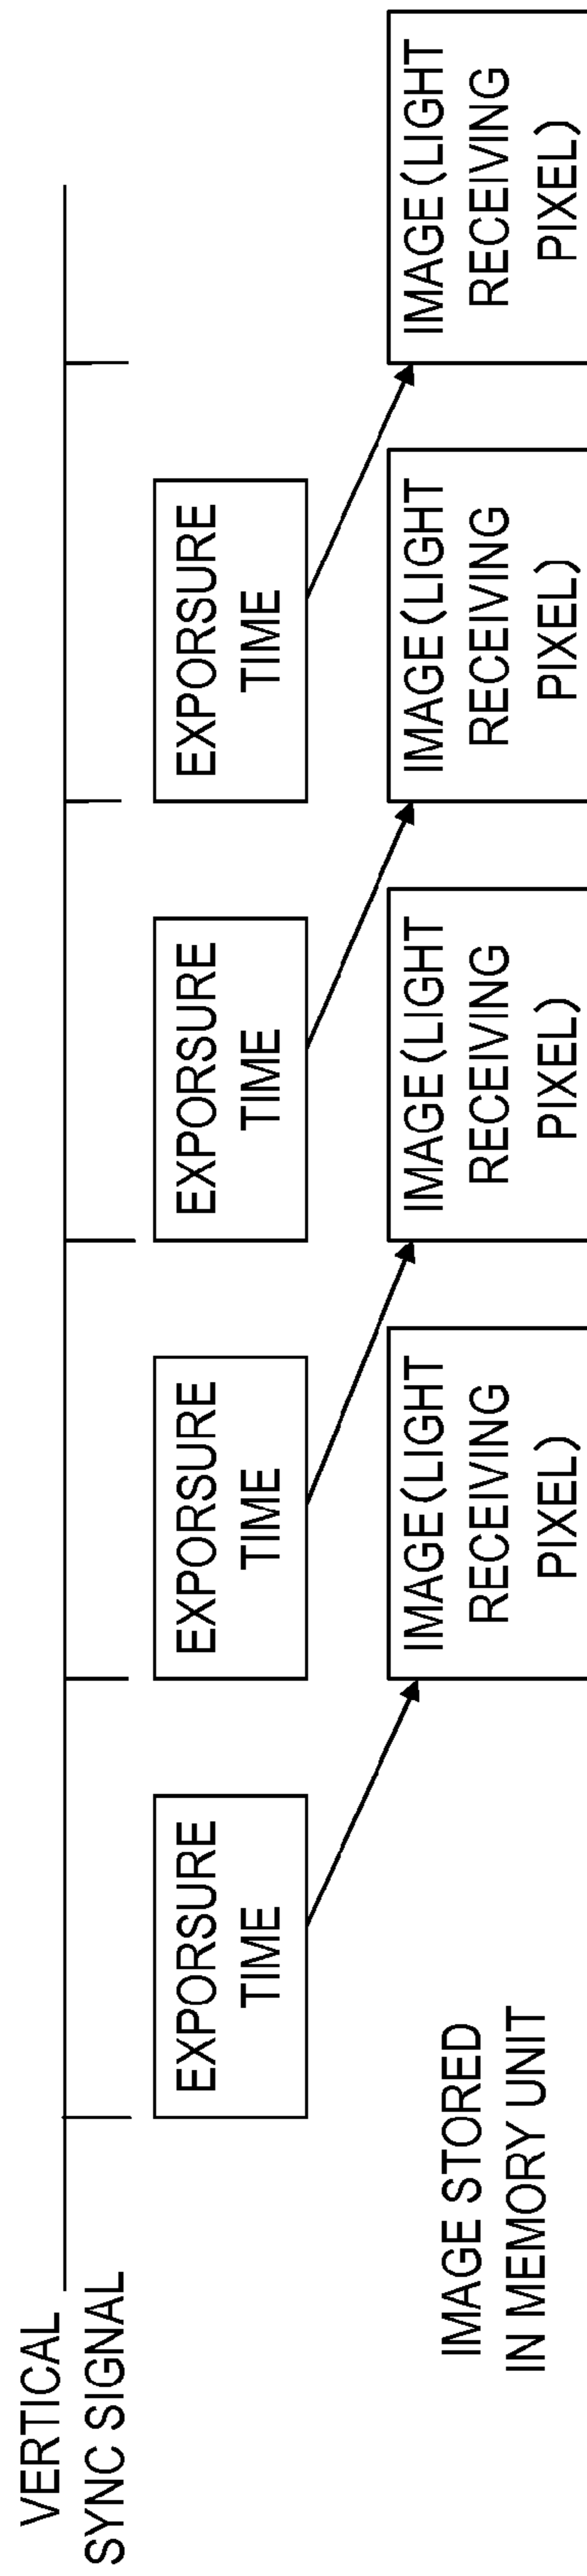 VERTICAL
SYNC SIGNAL
EXPORSURE
TIME
EXPORSURE
TIME
EXPORSURE
TIME
EXPORSURE
TIME
IMAGE STORED
IN MEMORY UNIT
IMAGE (LIGHT
RECEIVING
PIXEL)
IMAGE (LIGHT
RECEIVING
PIXEL)
IMAGE (LIGHT
RECEIVING
PIXEL)
IMAGE (LIGHT
RECEIVING
PIXEL)